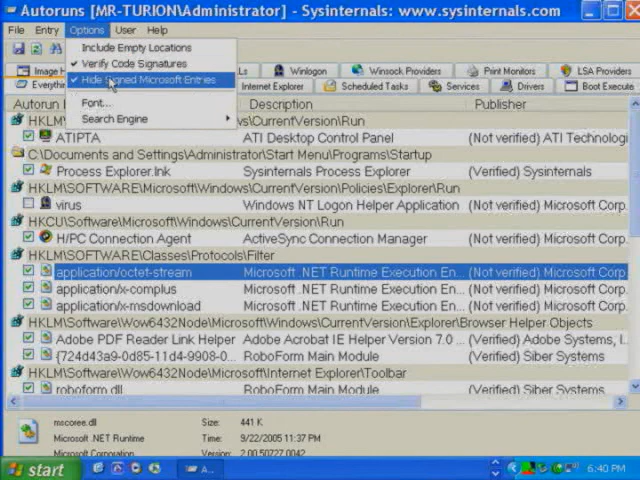 Autoruns [MR-TURION\Administrator] - Sysinternals: www.sysinternals.com
File Entry Options User Help
Include Empty Locations
Verify Code Signatures
Hide Signed Microsoft Entries
Font...
Search Engine
Winlogon Winsock Providers Print Monitors LSA Providers
Internet Explorer Scheduled Tasks Services Drivers Boot Execute
Description Publisher
ATIPTA ATI Desktop Control Panel (Not verified) ATI Technologi
C:\Documents and Settings\Administrator\Start Menu\Programs\Startup
Process Explorer.lnk Sysinternals Process Explorer (Verified) Sysinternals
HKLM\SOFTWARE\Microsoft\Windows\CurrentVersion\Policies\Explorer\Run
virus Windows NT Logon Helper Application (Not verified) Microsoft Corp.
HKCU\Software\Microsoft\Windows\CurrentVersion\Run
H/PC Connection Agent ActiveSync Connection Manager (Not verified) Microsoft Corp.
HKLM\SOFTWARE\Classes\Protocols\Filter
application/octet-stream Microsoft .NET Runtime Execution En... (Not verified) Microsoft Corp.
application/x-complus Microsoft .NET Runtime Execution En... (Not verified) Microsoft Corp.
application/x-msdownload Microsoft .NET Runtime Execution En... (Not verified) Microsoft Corp.
HKLM\Software\Wow6432Node\Microsoft\Windows\CurrentVersion\Explorer\Browser Helper Objects
Adobe PDF Reader Link Helper Adobe Acrobat IE Helper Version 7.0 ... (Verified) Adobe Systems, I...
{724d43a9-0d85-11d4-9908-0... RoboForm Main Module (Verified) Siber Systems
HKLM\Software\Wow6432Node\Microsoft\Internet Explorer\Toolbar
roboform.dll RoboForm Main Module (Verified) Siber Systems
mscoree.dll Size: 441 K
Microsoft .NET Runtime Time: 9/22/2005 11:37 PM
Microsoft Corporation Version: 2.00.50727.0042
start A... 6:40 PM